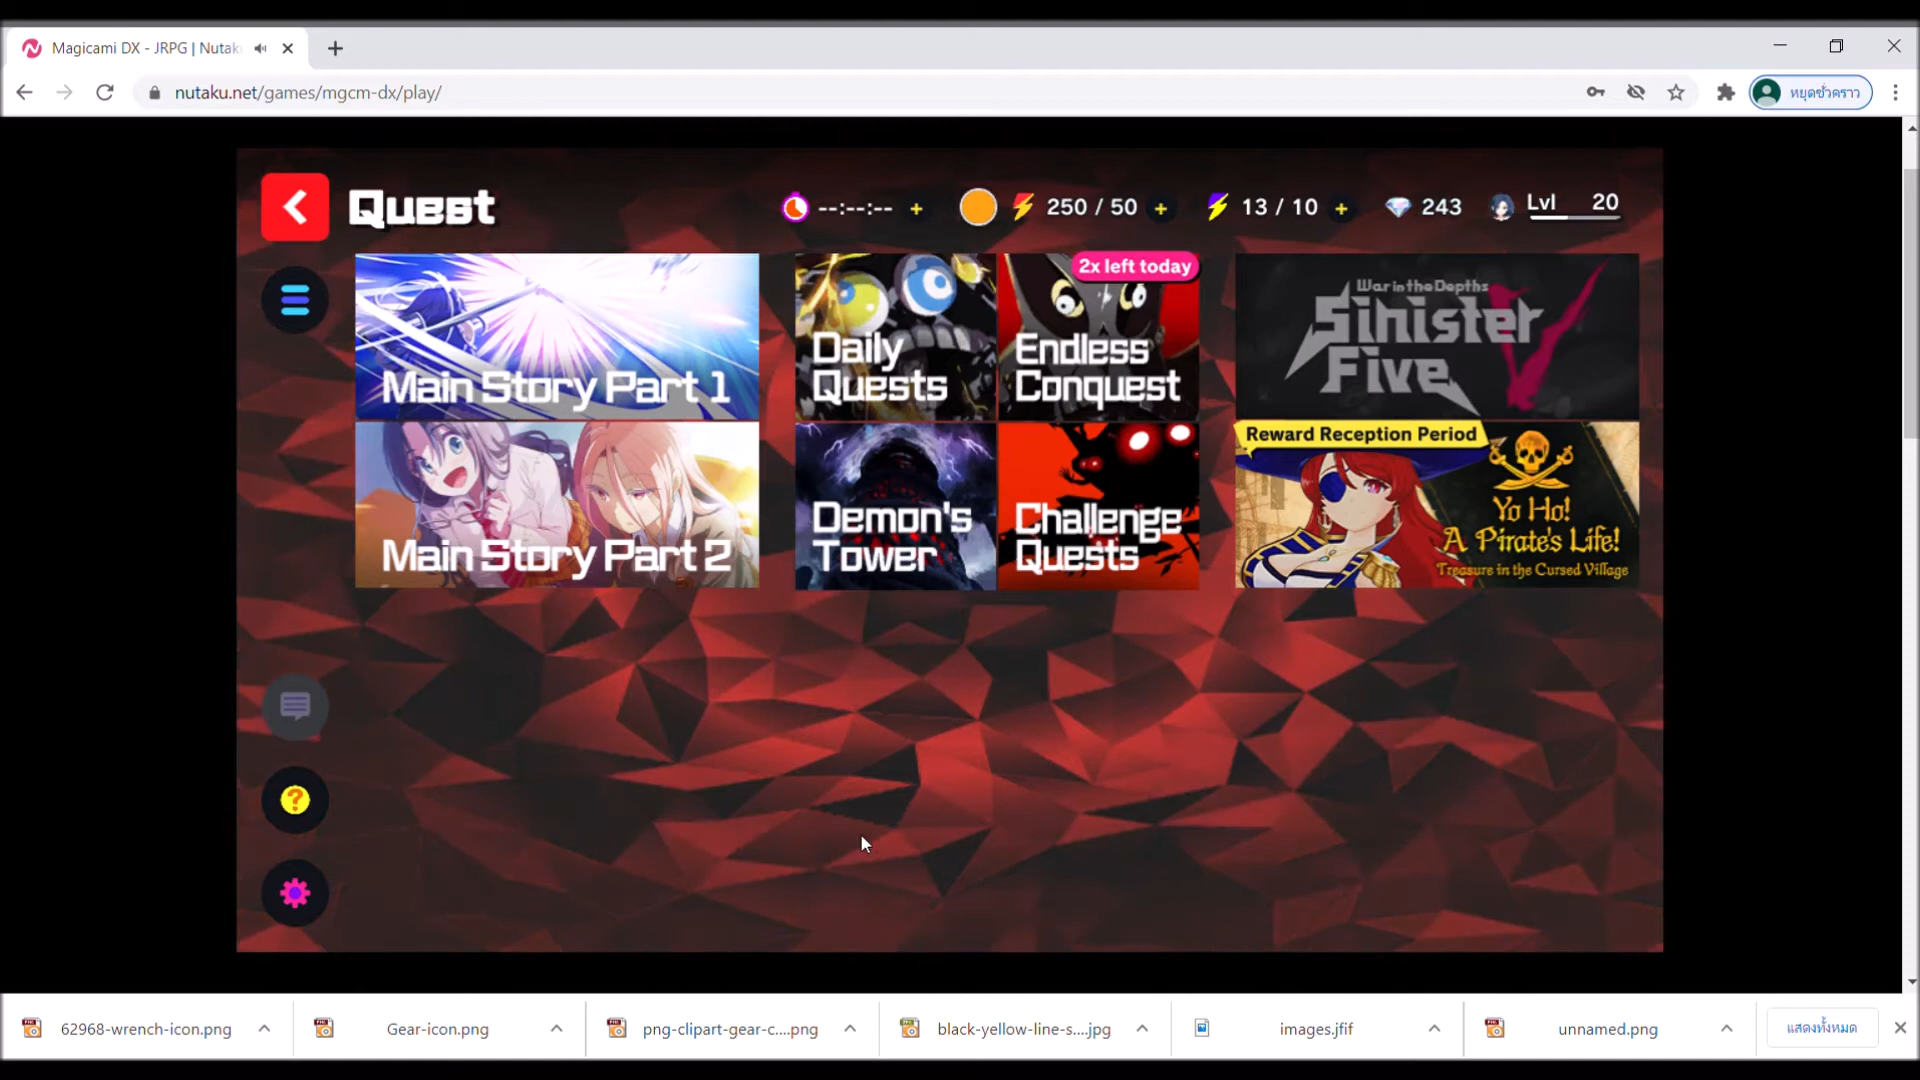 Magicami DX - JRPG | Nutak
nutaku.net/games/mgcm-dx/play/
หยุดชั่วคราว
Quest
--:--:-- +
250 / 50 +
13 / 10 +
243
Lvl 20
Main Story Part 1
Main Story Part 2
Daily
Quests
2x left today
Endless
Conquest
Demon's
Tower
Challenge
Quests
War in the Depths
Sinister
Five
V
Reward Reception Period
Yo Ho!
A Pirate's Life!
Treasure in the Cursed Village
?
62968-wrench-icon.png
Gear-icon.png
png-clipart-gear-c....png
black-yellow-line-s....jpg
images.jfif
unnamed.png
แสดงทั้งหมด